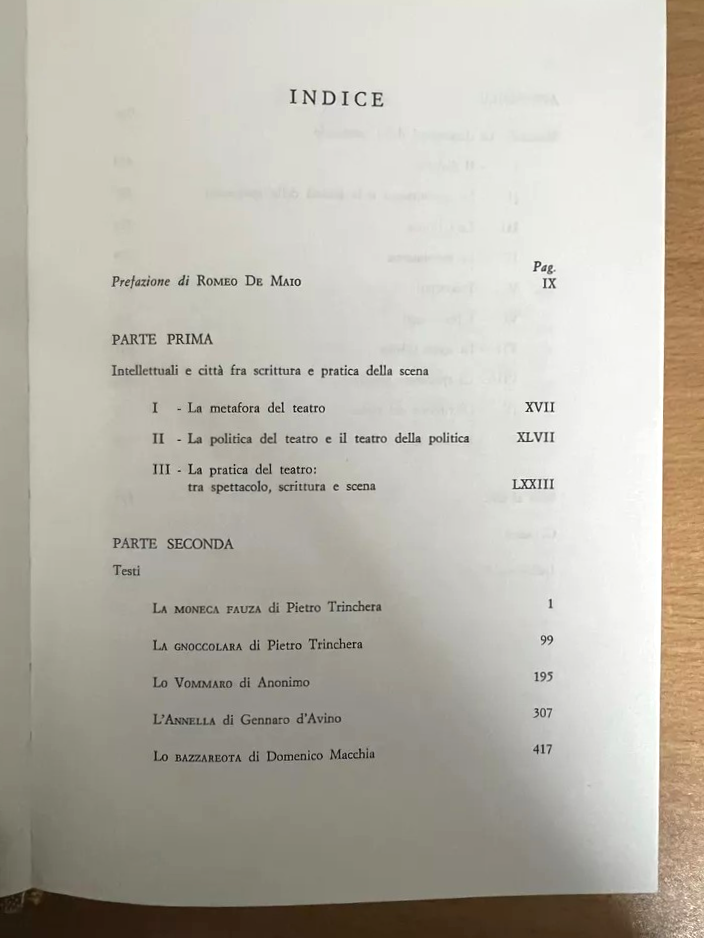 INDICE
Pag.
Prefazione di ROMEO DE MAIO IX
PARTE PRIMA
Intellettuali e città fra scrittura e pratica della scena
I - La metafora del teatro XVII
II - La politica del teatro e il teatro della politica XLVII
III - La pratica del teatro:
tra spettacolo, scrittura e scena LXXIII
PARTE SECONDA
Testi
LA MONECA FAUZA di Pietro Trinchera 1
LA GNOCCOLARA di Pietro Trinchera 99
LO VOMMARO di Anonimo 195
L'ANNELLA di Gennaro d'Avino 307
LO BAZZAREOTA di Domenico Macchia 417